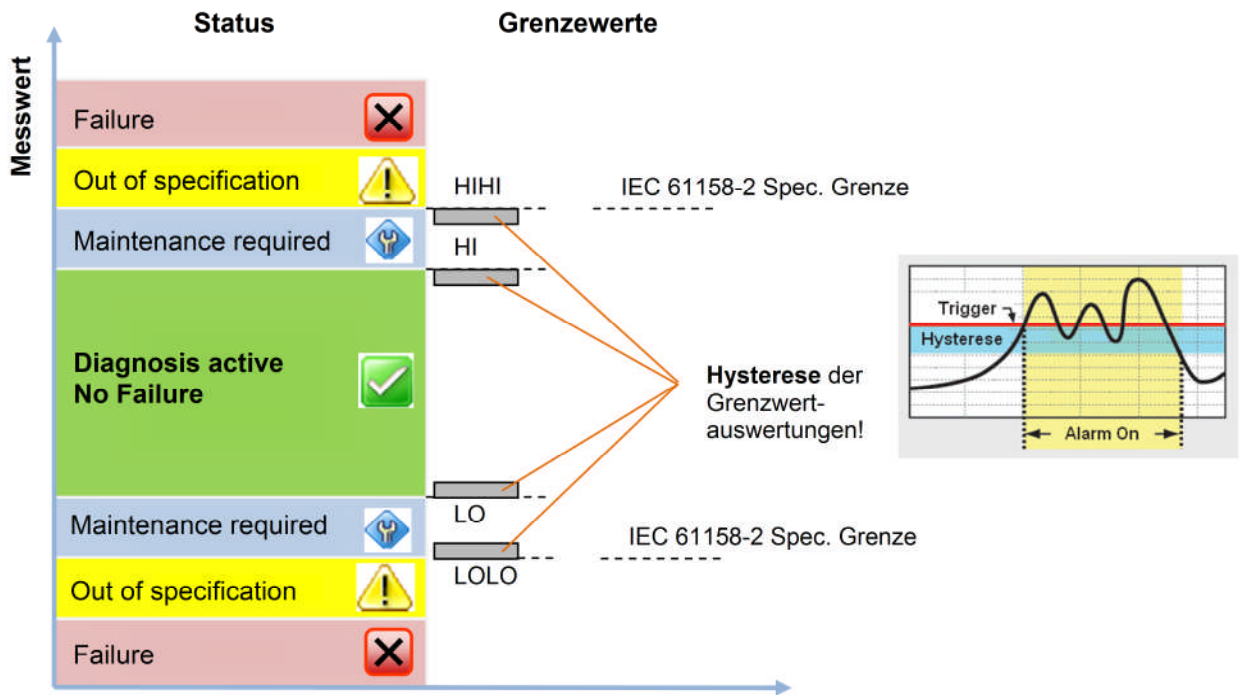 Status
Grenzewerte
Messwert
Failure
Out of specification
HIHI
IEC 61158-2 Spec. Grenze
Maintenance required
HI
Diagnosis active
No Failure
Hysterese der
Grenzwert-
auswertungen!
Trigger
Hysterese
Alarm On
LO
Maintenance required
IEC 61158-2 Spec. Grenze
LOLO
Out of specification
Failure